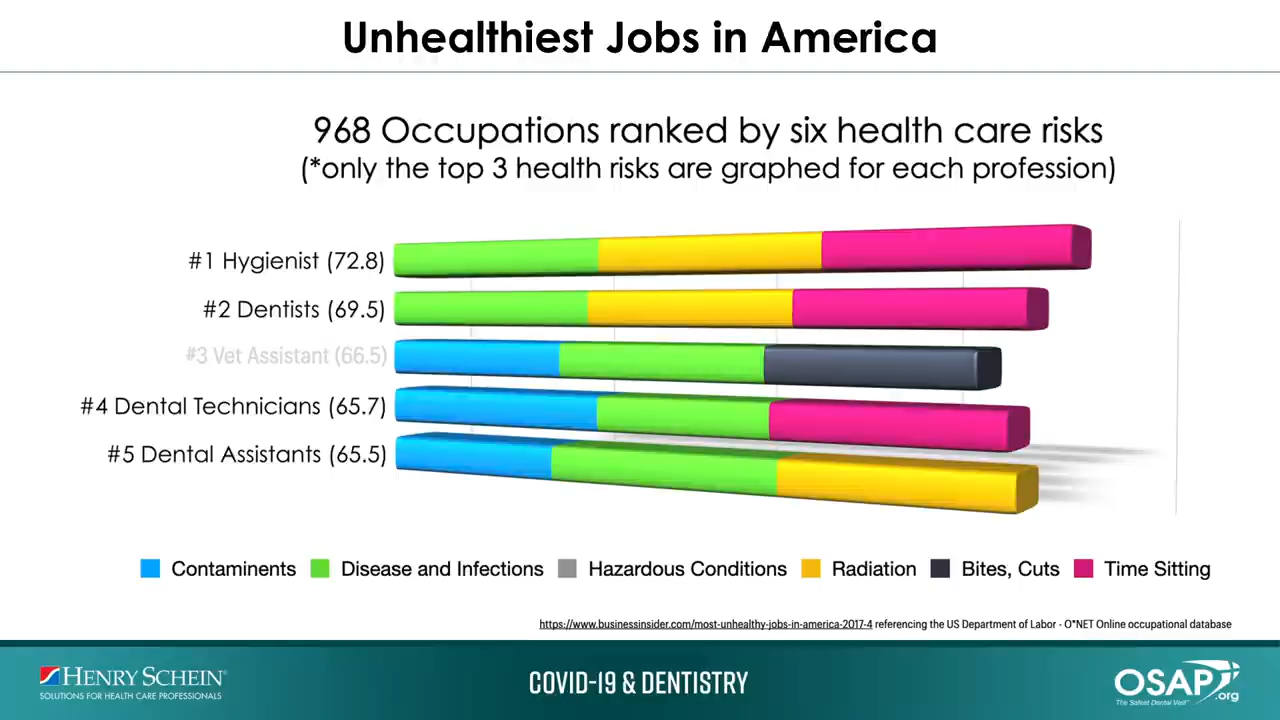 Unhealthiest Jobs in America
968 Occupations ranked by six health care risks
(*only the top 3 health risks are graphed for each profession)
#1 Hygienist (72.8)
#2 Dentists (69.5)
#3 Vet Assistant (66.5)
#4 Dental Technicians (65.7)
#5 Dental Assistants (65.5)
Contaminents Disease and Infections Hazardous Conditions Radiation Bites, Cuts Time Sitting
https://www.businessinsider.com/most-unhealthy-jobs-in-america-2017-4 referencing the US Department of Labor - O*NET Online occupational database
HENRY SCHEIN®
SOLUTIONS FOR HEALTH CARE PROFESSIONALS
COVID-19 & DENTISTRY
OSAP.org
The Safest Dental Visit™